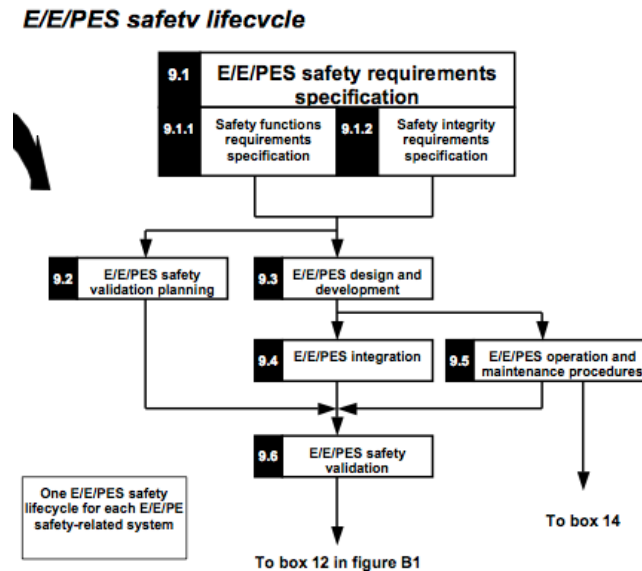 E/E/PES safety lifecycle
9.1
E/E/PES safety requirements
specification
9.1.1
Safety functions
requirements
specification
9.1.2
Safety integrity
requirements
specification
9.2
E/E/PES safety
validation planning
9.3
E/E/PES design and
development
9.4
E/E/PES integration
9.5
E/E/PES operation and
maintenance procedures
9.6
E/E/PES safety
validation
One E/E/PES safety
lifecycle for each E/E/PE
safety-related system
To box 14
To box 12 in figure B1